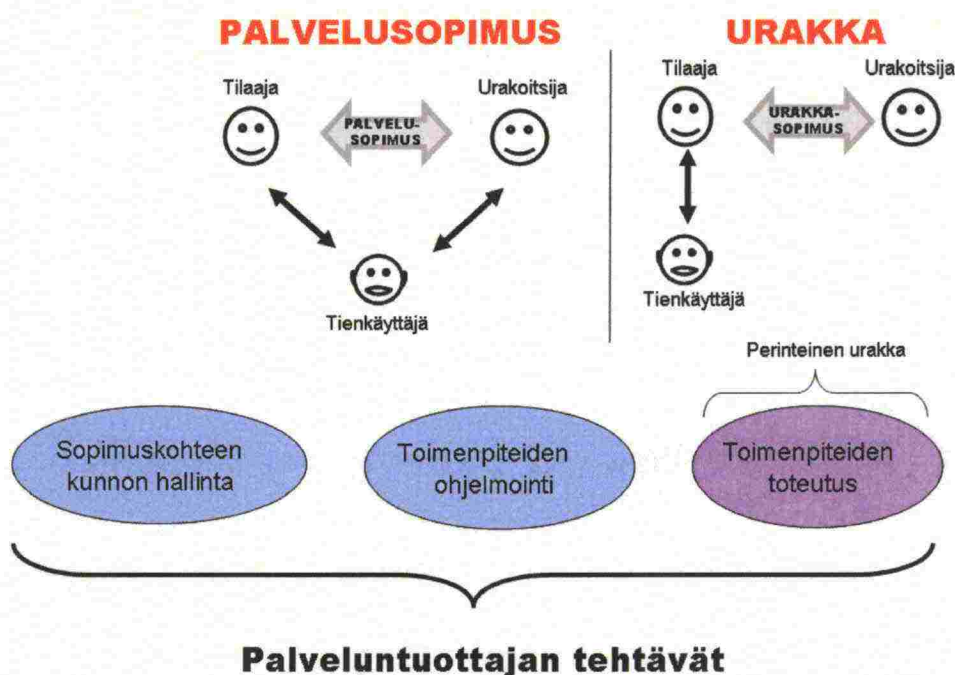 PALVELUSOPIMUS
Tilaaja
Urakoitsija
PALVELU-
SOPIMUS
Tienkäyttäjä
URAKKA
Tilaaja
Urakoitsija
URAKKA-
SOPIMUS
Tienkäyttäjä
Perinteinen urakka
Sopimuskohteen
kunnon hallinta
Toimenpiteiden
ohjelmointi
Toimenpiteiden
toteutus
Palveluntuottajan tehtävät